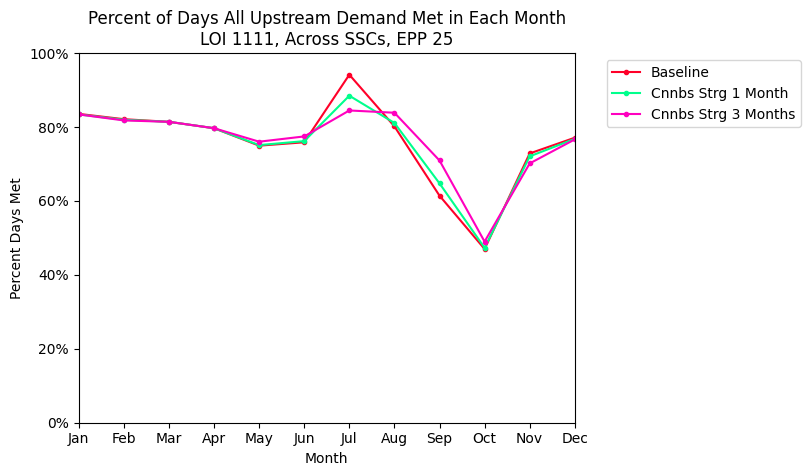 Percent of Days All Upstream Demand Met in Each Month
LOI 1111, Across SSCs, EPP 25
100%
80%
60%
40%
20%
0%
Percent Days Met
Jan Feb Mar Apr May Jun Jul Aug Sep Oct Nov Dec
Month
Baseline
Cnnbs Strg 1 Month
Cnnbs Strg 3 Months